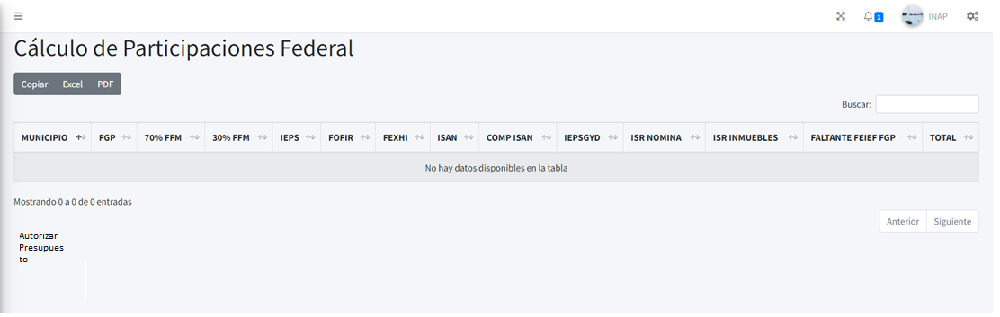 1 INAP
Cálculo de Participaciones Federal
Copiar Excel PDF
Buscar:
MUNICIPIO FGP 70% FFM 30% FFM IEPS FOFIR FEXHI ISAN COMP ISAN IEPSGYD ISR NOMINA ISR INMUEBLES FALTANTE FEIEF FGP TOTAL
No hay datos disponibles en la tabla
Mostrando 0 a 0 de 0 entradas
Anterior Siguiente
Autorizar
Presupues
to